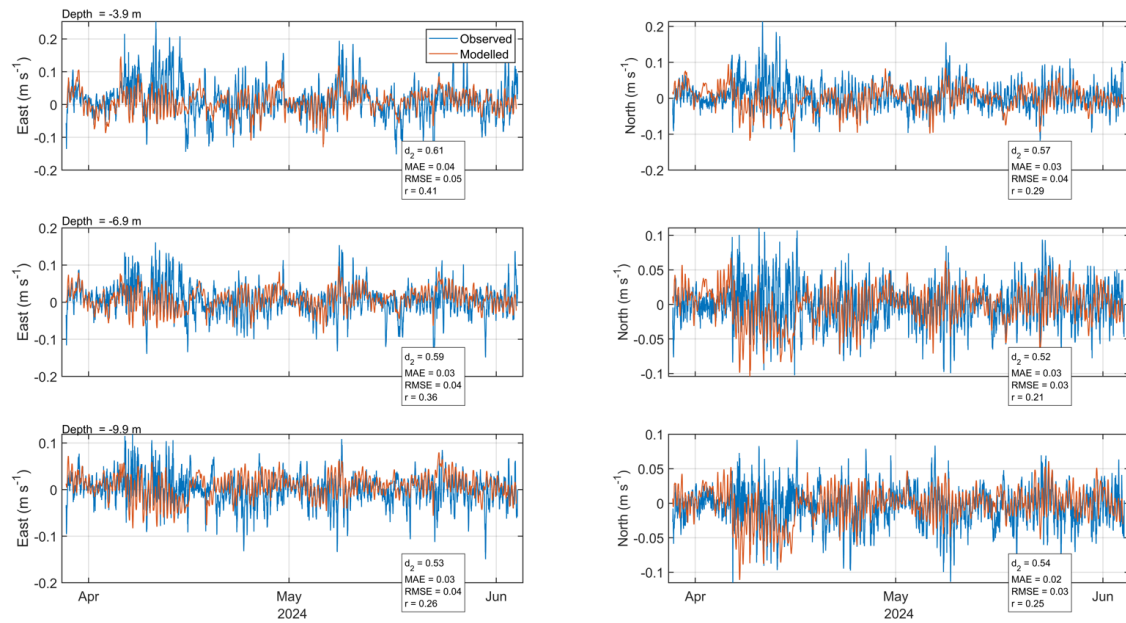 Depth = -3.9 m
0.2
0.1
0
-0.1
-0.2
East (m s⁻¹)
Observed
Modelled
d₂ = 0.61
MAE = 0.04
RMSE = 0.05
r = 0.41
0.2
0.1
0
-0.1
-0.2
North (m s⁻¹)
d₂ = 0.57
MAE = 0.03
RMSE = 0.04
r = 0.29
Depth = -6.9 m
0.2
0.1
0
-0.1
-0.2
East (m s⁻¹)
d₂ = 0.59
MAE = 0.03
RMSE = 0.04
r = 0.36
0.1
0.05
0
-0.05
-0.1
North (m s⁻¹)
d₂ = 0.52
MAE = 0.03
RMSE = 0.03
r = 0.21
Depth = -9.9 m
0.1
0
-0.1
-0.2
East (m s⁻¹)
d₂ = 0.53
MAE = 0.03
RMSE = 0.04
r = 0.26
Apr May Jun
2024
0.1
0.05
0
-0.05
-0.1
North (m s⁻¹)
d₂ = 0.54
MAE = 0.02
RMSE = 0.03
r = 0.25
Apr May Jun
2024